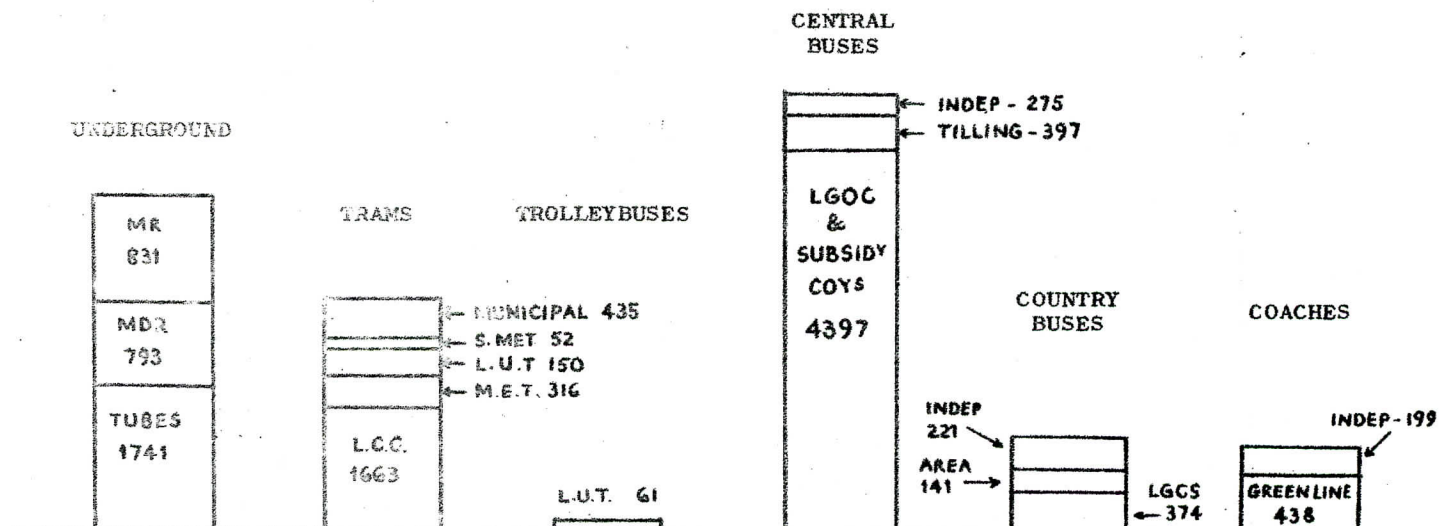 UNDERGROUND
MR
831
MDR
793
TUBES
1741
TRAMS
MUNICIPAL 435
S. MET 52
L.U.T 150
M.E.T. 316
L.C.C.
1663
TROLLEYBUSES
L.U.T. 61
CENTRAL
BUSES
INDEP - 275
TILLING - 397
LGOC
&
SUBSIDY
COYS
4397
COUNTRY
BUSES
INDEP
221
AREA
141
LGCS
374
COACHES
INDEP - 199
GREENLINE
438